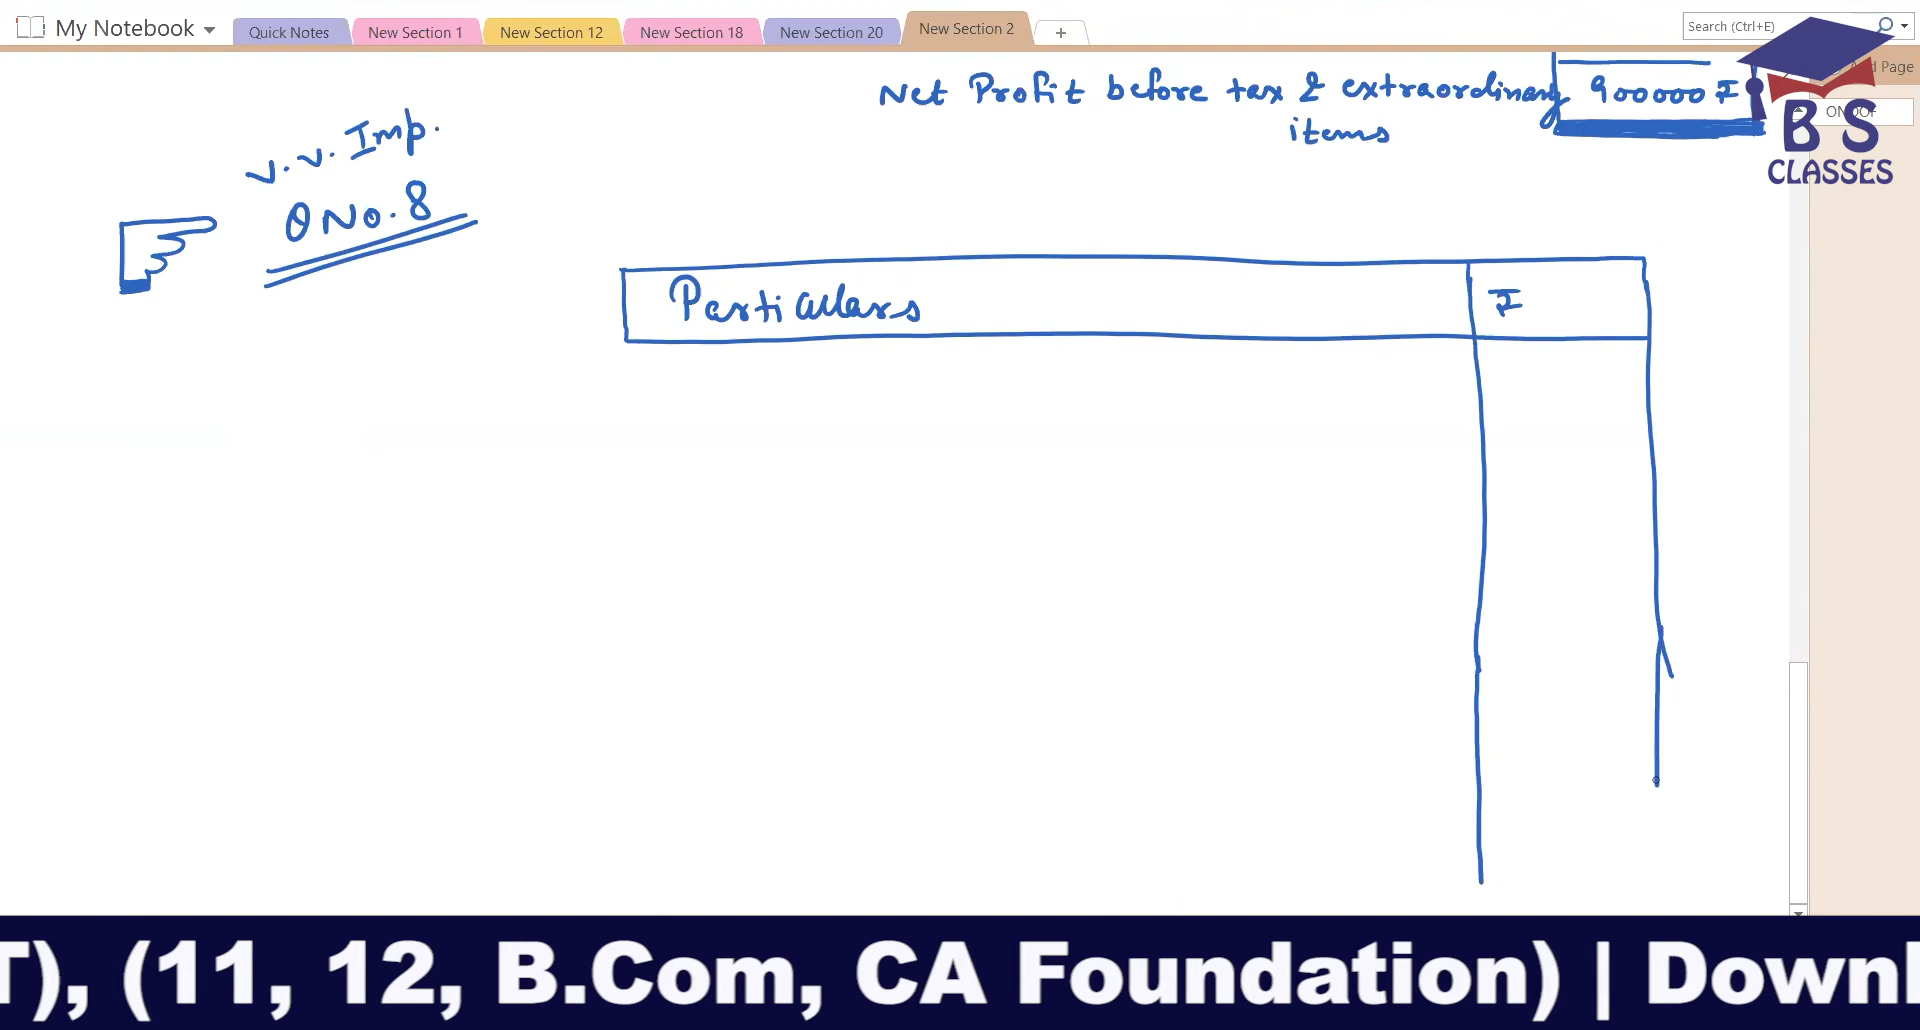 My Notebook
Quick Notes
New Section 1
New Section 12
New Section 18
New Section 20
New Section 2
+
Search (Ctrl+E)
Page
Net Profit before tax & extraordinary 900000 ₹
items
BS
CLASSES
V.V. Imp.
Q No. 8
Particulars ₹
T), (11, 12, B.Com, CA Foundation) | Downl